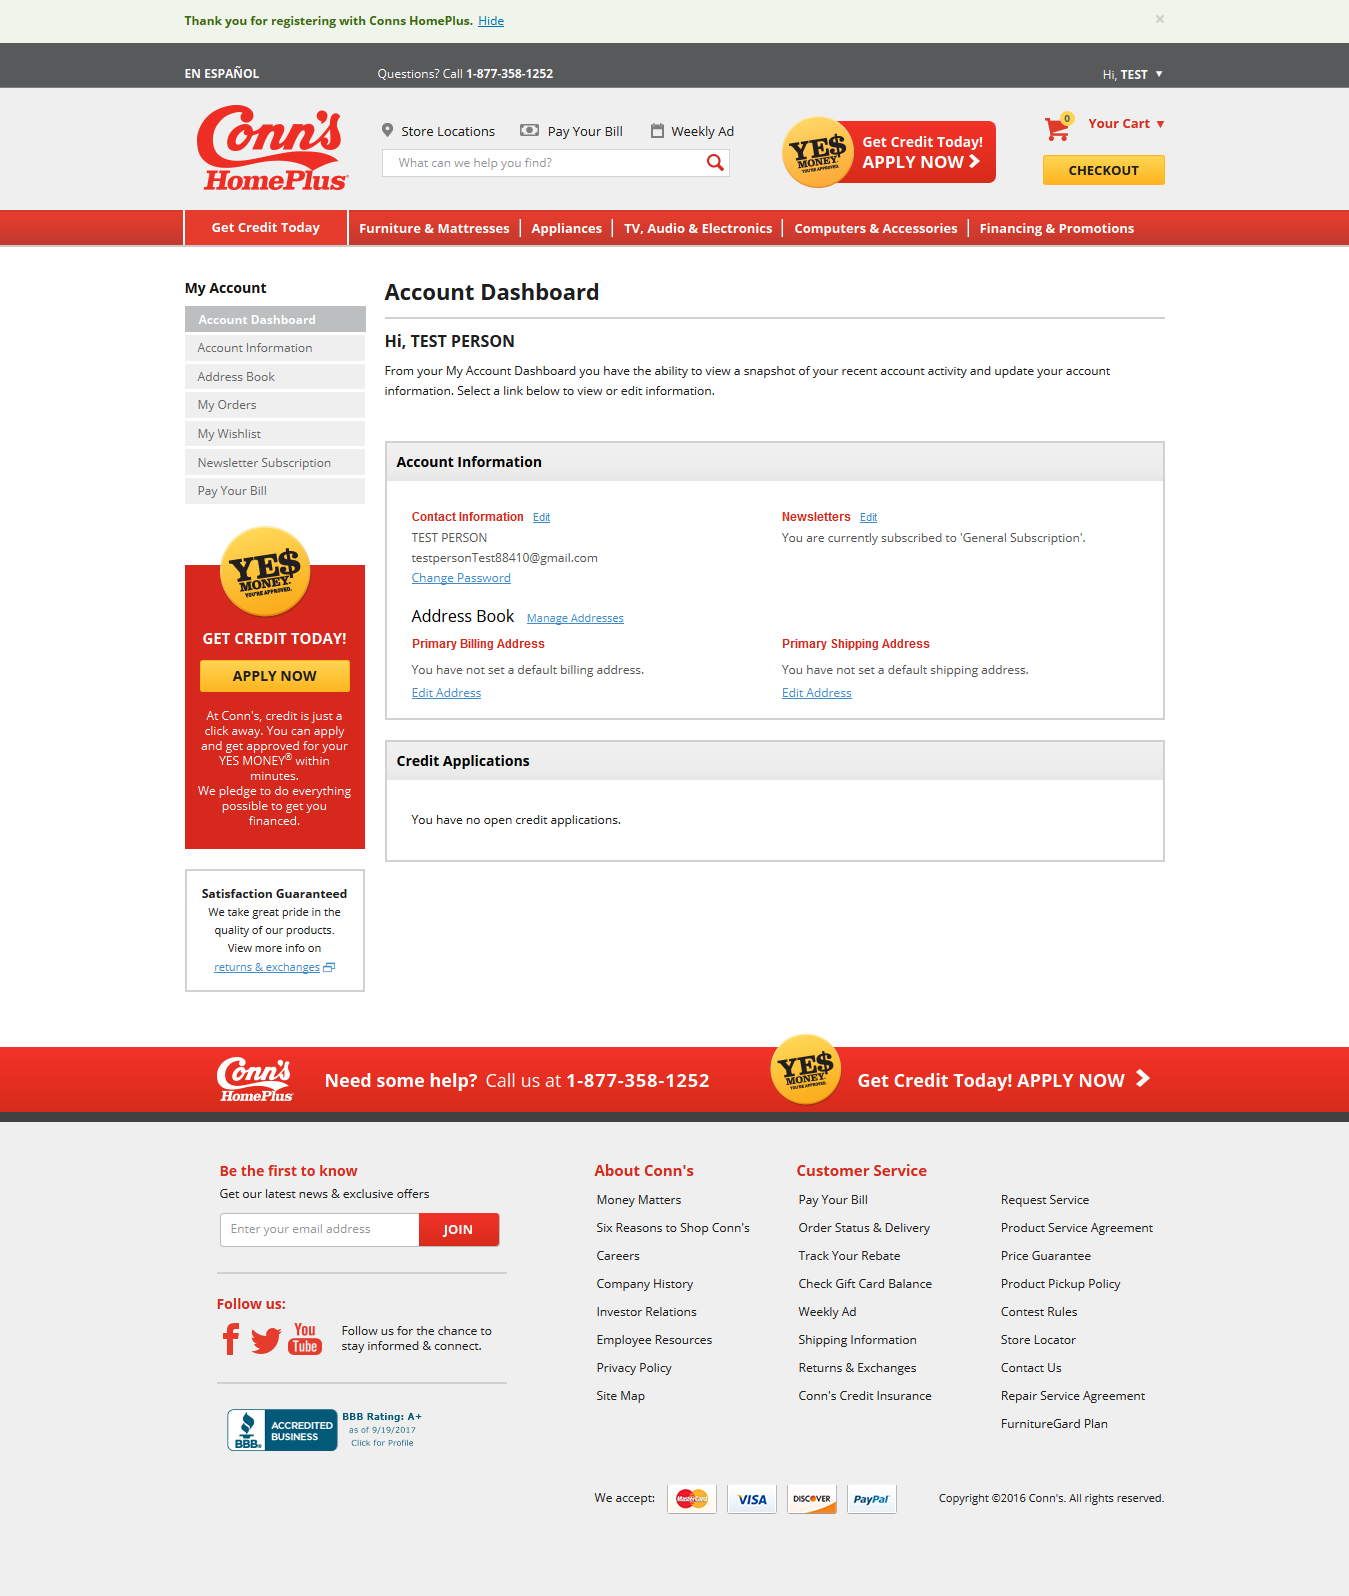 Thank you for registering with Conns HomePlus. Hide
×
EN ESPAÑOL
Questions? Call 1-877-358-1252
Hi, TEST
Conn's
HomePlus
Store Locations
Pay Your Bill
Weekly Ad
What can we help you find?
YE$
MONEY.
YOU'RE APPROVED.
Get Credit Today!
APPLY NOW
0
Your Cart
CHECKOUT
Get Credit Today
Furniture & Mattresses
Appliances
TV, Audio & Electronics
Computers & Accessories
Financing & Promotions
My Account
Account Dashboard
Account Information
Address Book
My Orders
My Wishlist
Newsletter Subscription
Pay Your Bill
YE$
MONEY.
YOU'RE APPROVED.
GET CREDIT TODAY!
APPLY NOW
At Conn's, credit is just a
click away. You can apply
and get approved for your
YES MONEY® within
minutes.
We pledge to do everything
possible to get you
financed.
Satisfaction Guaranteed
We take great pride in the
quality of our products.
View more info on
returns & exchanges
Account Dashboard
Hi, TEST PERSON
From your My Account Dashboard you have the ability to view a snapshot of your recent account activity and update your account
information. Select a link below to view or edit information.
Account Information
Contact Information Edit
TEST PERSON
testpersonTest88410@gmail.com
Change Password
Newsletters Edit
You are currently subscribed to 'General Subscription'.
Address Book Manage Addresses
Primary Billing Address
You have not set a default billing address.
Edit Address
Primary Shipping Address
You have not set a default shipping address.
Edit Address
Credit Applications
You have no open credit applications.
Conn's
HomePlus
Need some help? Call us at 1-877-358-1252
YE$
MONEY.
YOU'RE APPROVED.
Get Credit Today! APPLY NOW
Be the first to know
Get our latest news & exclusive offers
Enter your email address
JOIN
Follow us:
You
Tube
Follow us for the chance to
stay informed & connect.
BBB.
ACCREDITED
BUSINESS
BBB Rating: A+
as of 9/19/2017
Click for Profile
About Conn's
Money Matters
Six Reasons to Shop Conn's
Careers
Company History
Investor Relations
Employee Resources
Privacy Policy
Site Map
Customer Service
Pay Your Bill
Order Status & Delivery
Track Your Rebate
Check Gift Card Balance
Weekly Ad
Shipping Information
Returns & Exchanges
Conn's Credit Insurance
Request Service
Product Service Agreement
Price Guarantee
Product Pickup Policy
Contest Rules
Store Locator
Contact Us
Repair Service Agreement
FurnitureGard Plan
We accept:
MasterCard
VISA
DISCOVER
PayPal
Copyright ©2016 Conn's. All rights reserved.